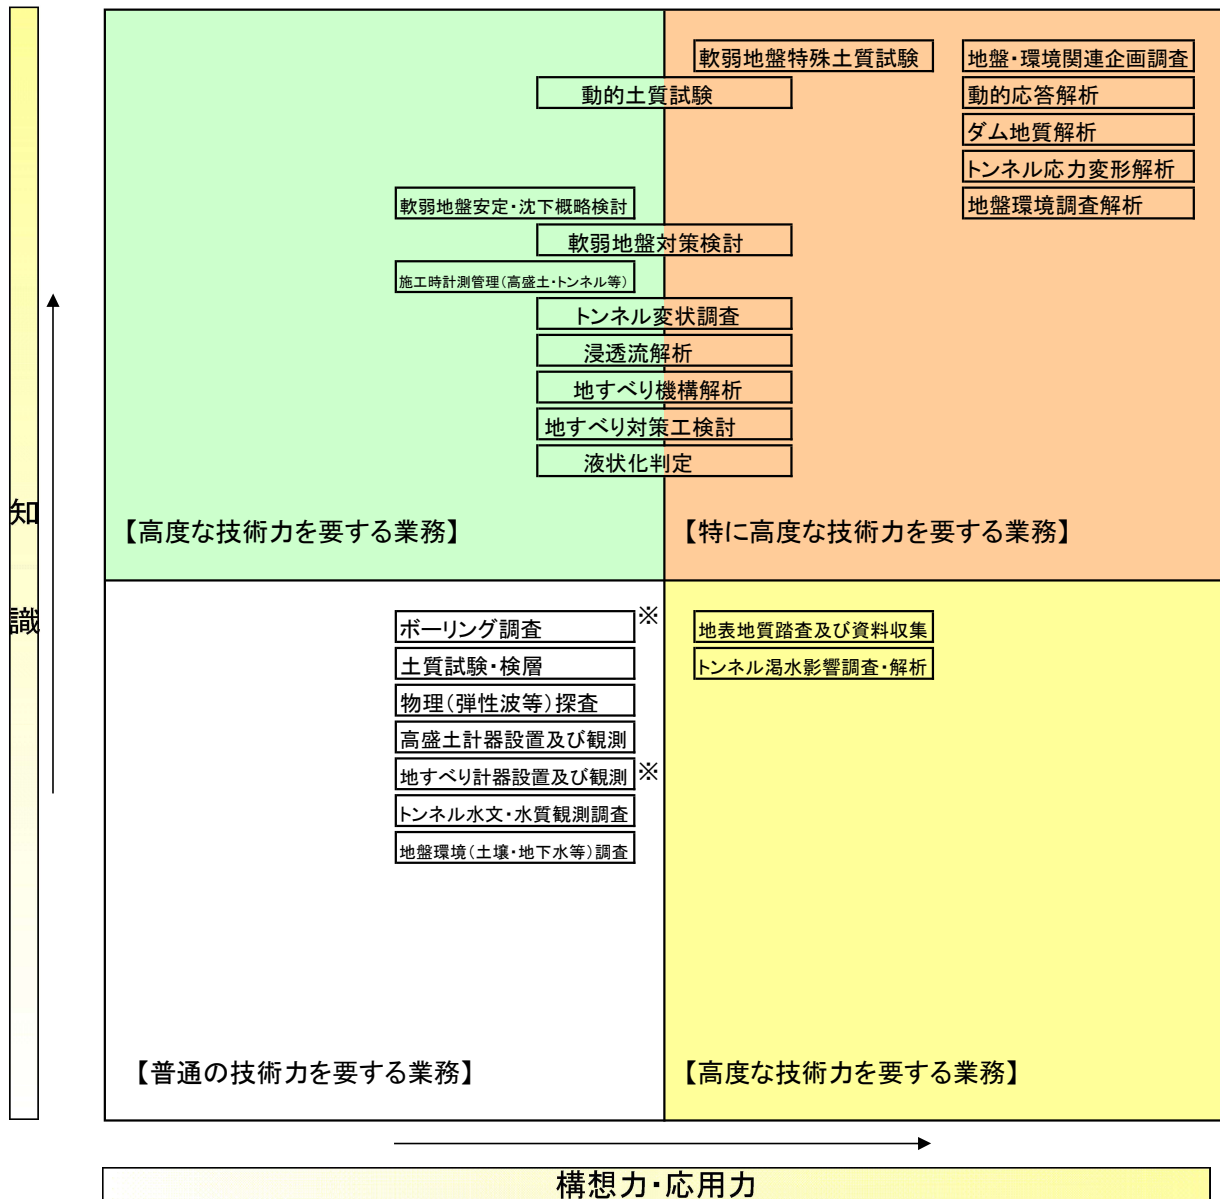 軟弱地盤特殊土質試験
地盤・環境関連企画調査
動的土質試験
動的応答解析
ダム地質解析
トンネル応力変形解析
軟弱地盤安定・沈下概略検討
地盤環境調査解析
軟弱地盤対策検討
施工時計測管理(高盛土・トンネル等)
トンネル変状調査
浸透流解析
地すべり機構解析
地すべり対策工検討
液状化判定
【高度な技術力を要する業務】
【特に高度な技術力を要する業務】
知識
ボーリング調査※
地表地質踏査及び資料収集
土質試験・検層
トンネル渇水影響調査・解析
物理(弾性波等)探査
高盛土計器設置及び観測
地すべり計器設置及び観測※
トンネル水文・水質観測調査
地盤環境(土壌・地下水等)調査
【普通の技術力を要する業務】
【高度な技術力を要する業務】
構想力・応用力